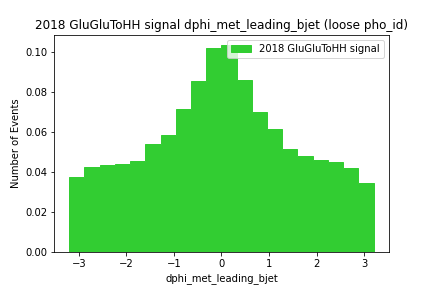 2018 GluGluToHH signal dphi_met_leading_bjet (loose pho_id)
2018 GluGluToHH signal
Number of Events
0.10
0.08
0.06
0.04
0.02
0.00
−3 −2 −1 0 1 2 3
dphi_met_leading_bjet